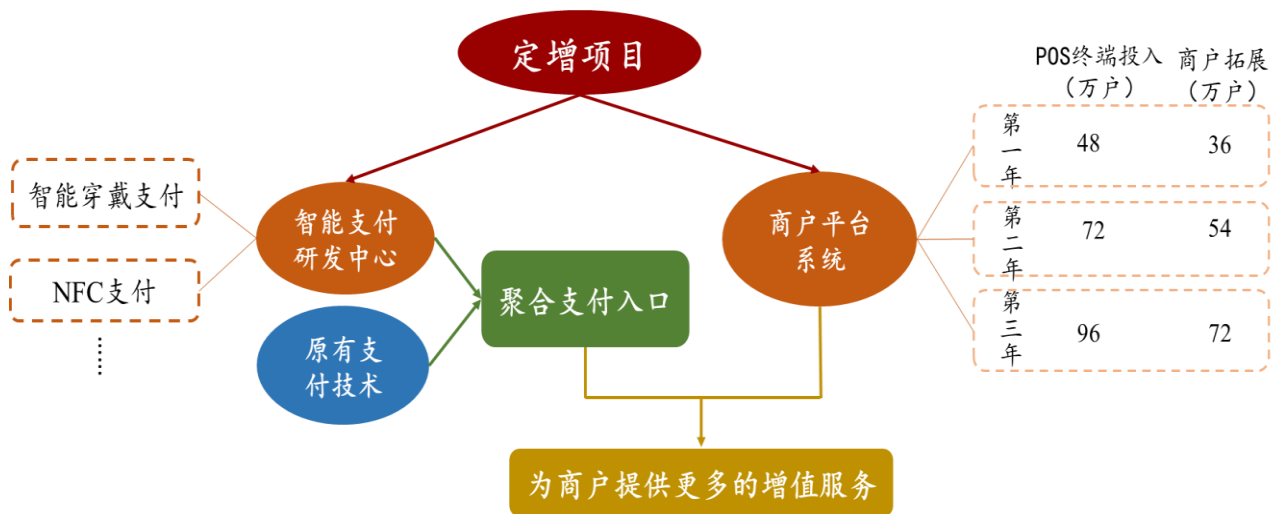 定增项目
POS终端投入
（万户）
商户拓展
（万户）
第一年
48
36
第二年
72
54
第三年
96
72
智能穿戴支付
NFC支付
……
智能支付
研发中心
商户平台
系统
聚合支付入口
原有支
付技术
为商户提供更多的增值服务